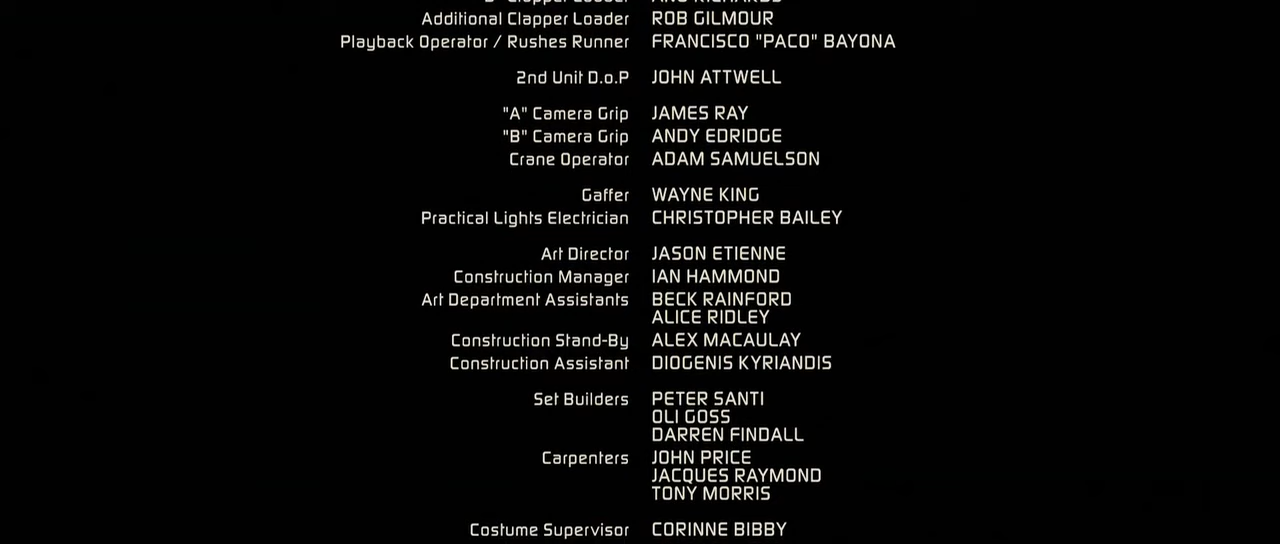 Additional Clapper Loader ROB GILMOUR
Playback Operator / Rushes Runner FRANCISCO "PACO" BAYONA
2nd Unit D.o.P JOHN ATTWELL
"A" Camera Grip JAMES RAY
"B" Camera Grip ANDY EDRIDGE
Crane Operator ADAM SAMUELSON
Gaffer WAYNE KING
Practical Lights Electrician CHRISTOPHER BAILEY
Art Director JASON ETIENNE
Construction Manager IAN HAMMOND
Art Department Assistants BECK RAINFORD
ALICE RIDLEY
Construction Stand-By ALEX MACAULAY
Construction Assistant DIOGENIS KYRIANDIS
Set Builders PETER SANTI
OLI GOSS
DARREN FINDALL
Carpenters JOHN PRICE
JACQUES RAYMOND
TONY MORRIS
Costume Supervisor CORINNE BIBBY